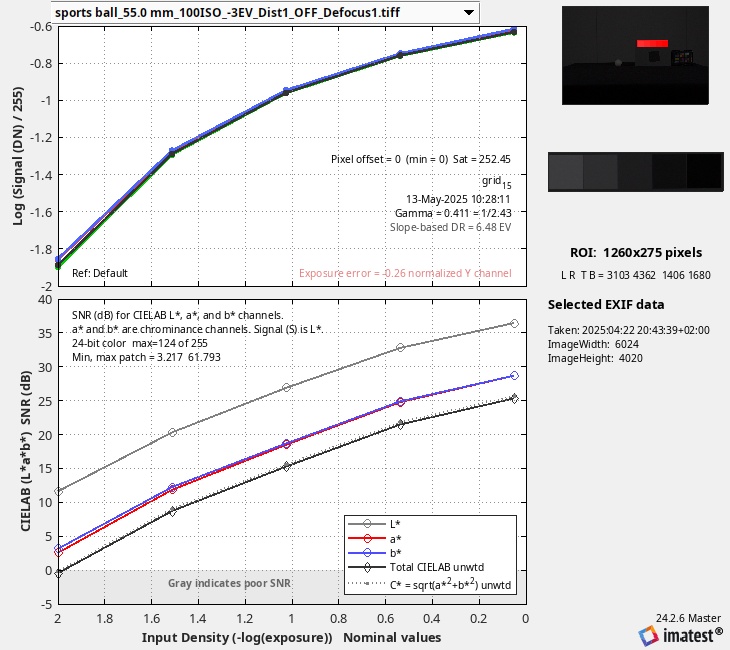 sports ball_55.0 mm_100ISO_-3EV_Dist1_OFF_Defocus1.tiff
-0.6
-0.8
-1
-1.2
-1.4
-1.6
-1.8
-2
Log (Signal (DN) / 255)
Pixel offset = 0 (min = 0) Sat = 252.45
grid15
13-May-2025 10:28:11
Gamma = 0.411 = 1/2.43
Slope-based DR = 6.48 EV
Ref: Default
Exposure error = -0.26 normalized Y channel
ROI: 1260x275 pixels
L R T B = 3103 4362 1406 1680
Selected EXIF data
Taken: 2025:04:22 20:43:39+02:00
ImageWidth: 6024
ImageHeight: 4020
40
35
30
25
20
15
10
5
0
-5
CIELAB (L*a*b*) SNR (dB)
SNR (dB) for CIELAB L*, a*, and b* channels.
a* and b* are chrominance channels. Signal (S) is L*.
24-bit color max=124 of 255
Min, max patch = 3.217 61.793
L*
a*
b*
Total CIELAB unwtd
C* = sqrt(a*2+b*2) unwtd
Gray indicates poor SNR
2 1.8 1.6 1.4 1.2 1 0.8 0.6 0.4 0.2 0
Input Density (-log(exposure)) Nominal values
24.2.6 Master
imatest®